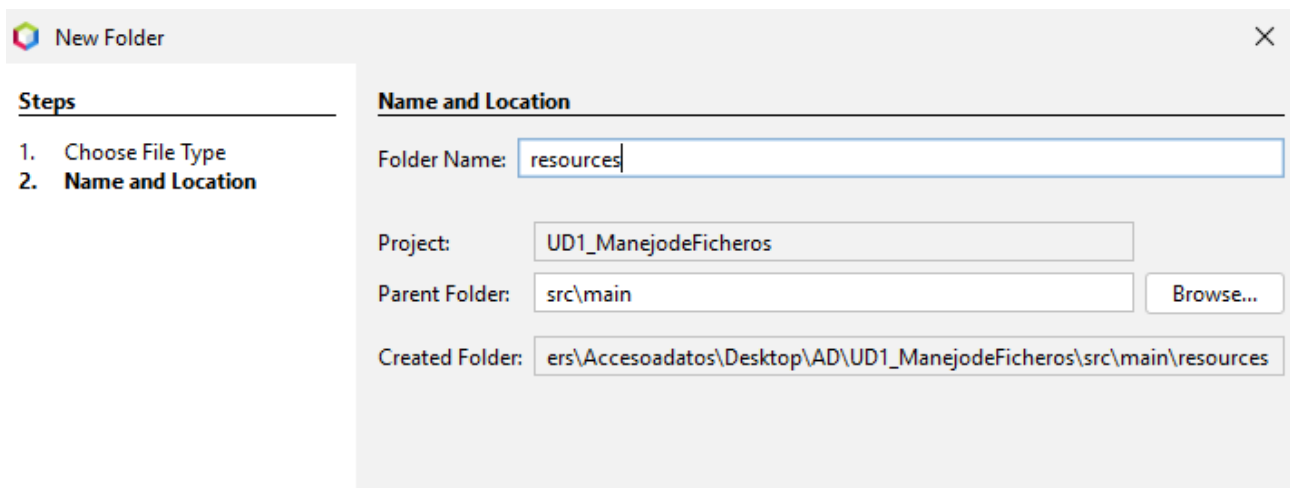 New Folder
Steps
1. Choose File Type
2. Name and Location
Name and Location
Folder Name: resources
Project: UD1_ManejodeFicheros
Parent Folder: src\main Browse...
Created Folder: ers\Accesoadatos\Desktop\AD\UD1_ManejodeFicheros\src\main\resources